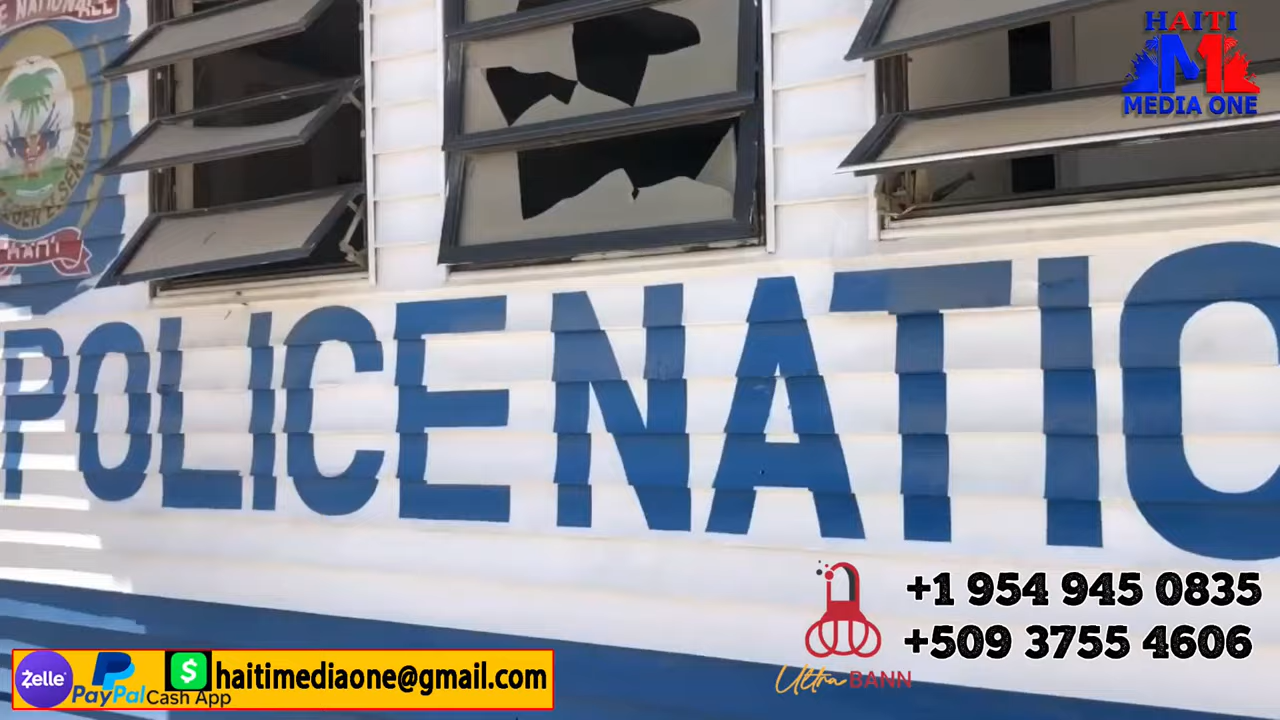 E NATIONALE
HAITI
POLICE NATIO
HAITI
M
MEDIA ONE
+1 954 945 0835
+509 3755 4606
Ultra BANN
Zelle
PayPal
$
Cash App
haitimediaone@gmail.com